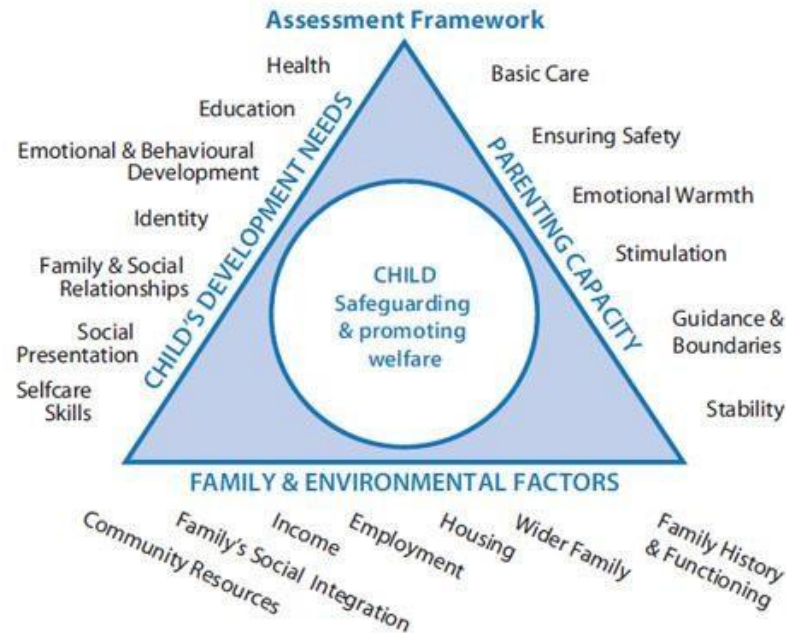 Assessment Framework
Health
Education
Emotional & Behavioural
Development
Identity
Family & Social
Relationships
Social
Presentation
Selfcare
Skills
CHILD'S DEVELOPMENT NEEDS
CHILD
Safeguarding
& promoting
welfare
PARENTING CAPACITY
Basic Care
Ensuring Safety
Emotional Warmth
Stimulation
Guidance &
Boundaries
Stability
FAMILY & ENVIRONMENTAL FACTORS
Community Resources
Family's Social Integration
Income
Employment
Housing
Wider Family
Family History
& Functioning